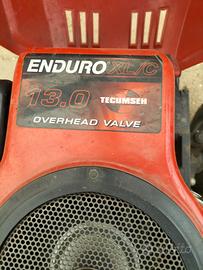 ENDURO XL/C
13.0 TECUMSEH
OVERHEAD VALVE